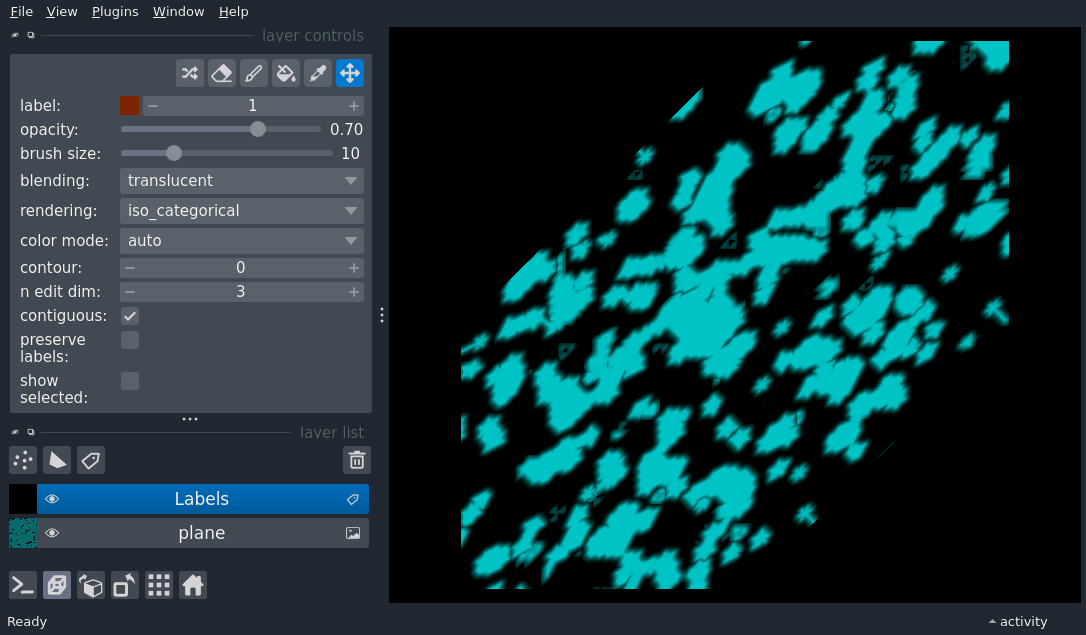 File View Plugins Window Help
layer controls
label: 1
opacity: 0.70
brush size: 10
blending: translucent
rendering: iso_categorical
color mode: auto
contour: 0
n edit dim: 3
contiguous:
preserve
labels:
show
selected:
layer list
Labels
plane
Ready activity